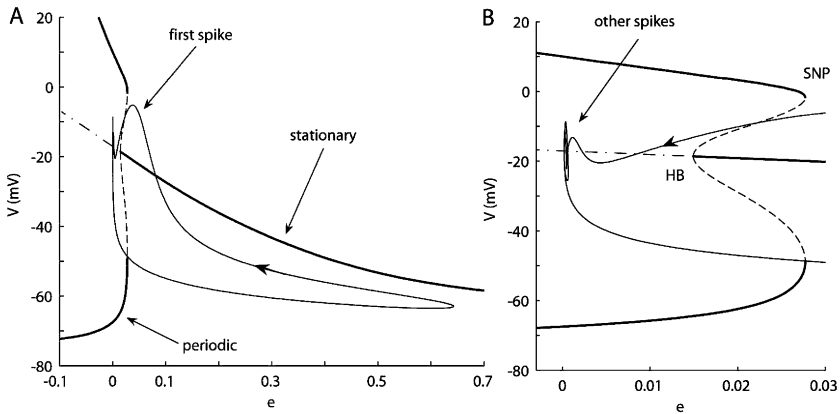 A
B
first spike
other spikes
SNP
stationary
HB
periodic
V (mV)
20
0
-20
-40
-60
-80
-0.1
0
0.1
0.3
0.5
0.7
e
V (mV)
20
0
-20
-40
-60
-80
0
0.01
0.02
0.03
e